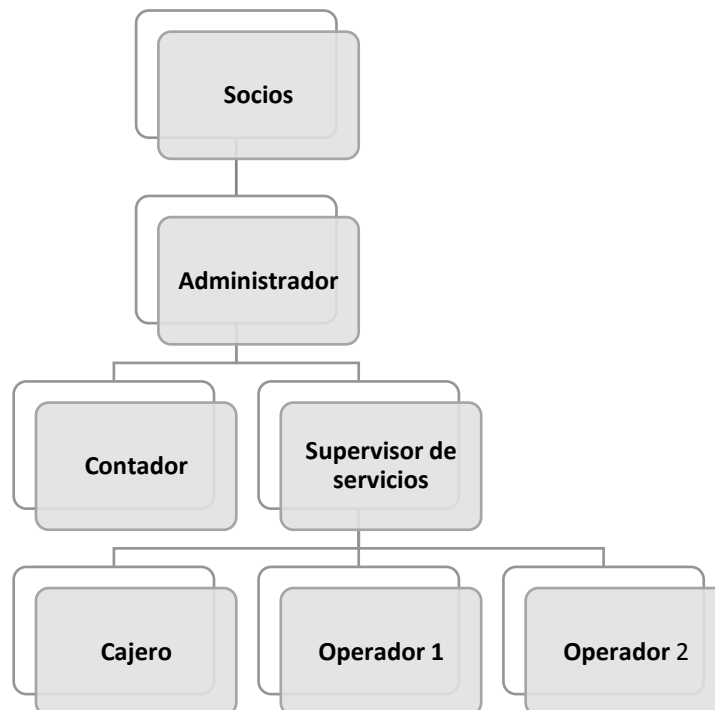 Socios
Administrador
Contador
Supervisor de
servicios
Cajero
Operador 1
Operador 2